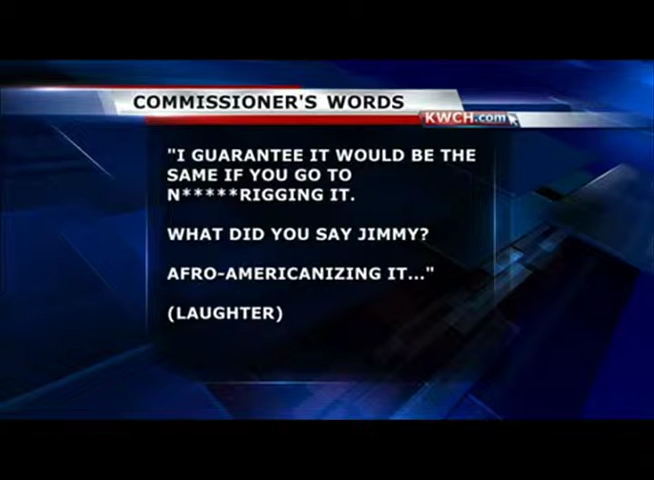 COMMISSIONER'S WORDS
KWCH.com
"I GUARANTEE IT WOULD BE THE
SAME IF YOU GO TO
N*****RIGGING IT.
WHAT DID YOU SAY JIMMY?
AFRO-AMERICANIZING IT..."
(LAUGHTER)